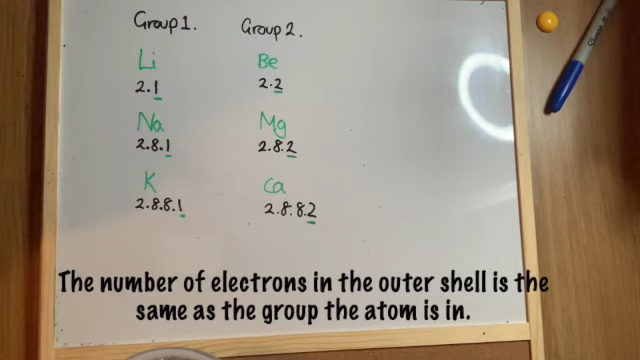 Group 1. Group 2.
Li Be
2.1 2.2
Na Mg
2.8.1 2.8.2
K Ca
2.8.8.1 2.8.8.2
The number of electrons in the outer shell is the
same as the group the atom is in.